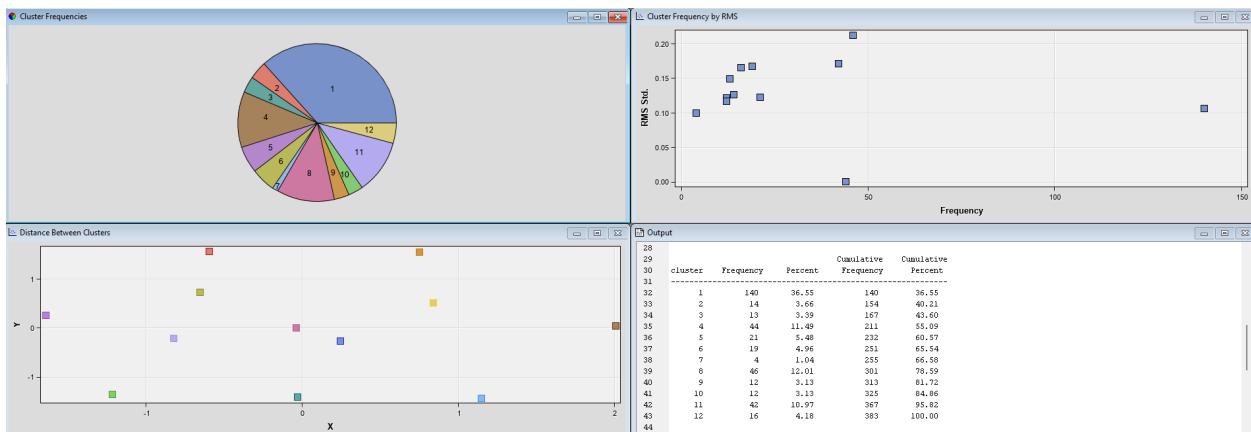 Cluster Frequencies
1
2
3
4
5
6
7
8
9
10
11
12
Cluster Frequency by RMS
RMS Std.
0.20
0.15
0.10
0.05
0.00
0 50 100 150
Frequency
Distance Between Clusters
Y
1
0
-1
-1 0 1 2
X
Output
28
29 Cumulative Cumulative
30 cluster Frequency Percent Frequency Percent
31 ------------------------------------------------------------------
32 1 140 36.55 140 36.55
33 2 14 3.66 154 40.21
34 3 13 3.39 167 43.60
35 4 44 11.49 211 55.09
36 5 21 5.48 232 60.57
37 6 19 4.96 251 65.54
38 7 4 1.04 255 66.58
39 8 46 12.01 301 78.59
40 9 12 3.13 313 81.72
41 10 12 3.13 325 84.86
42 11 42 10.97 367 95.82
43 12 16 4.18 383 100.00
44